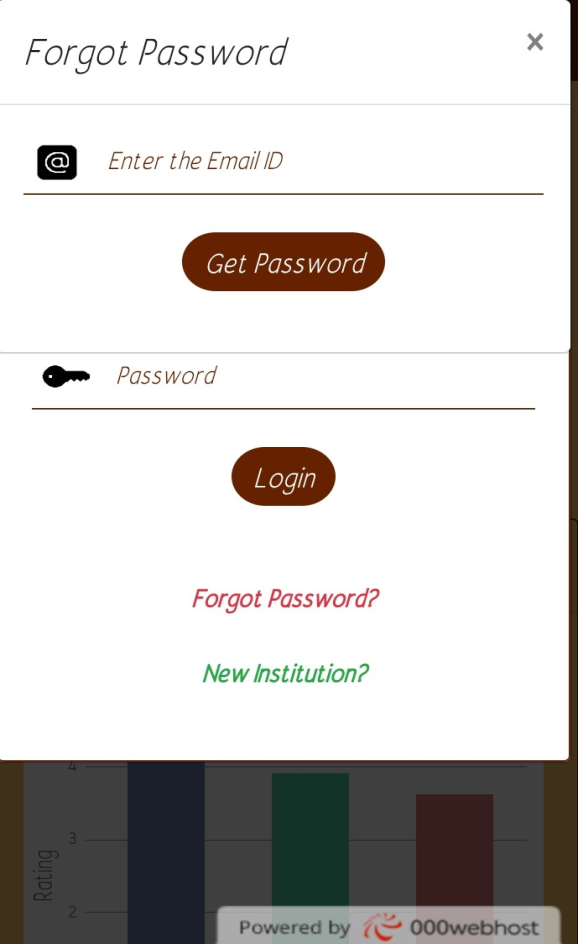 Forgot Password
×
@ Enter the Email ID
Get Password
Password
Login
Forgot Password?
New Institution?
4
3
Rating
2
Powered by 000webhost